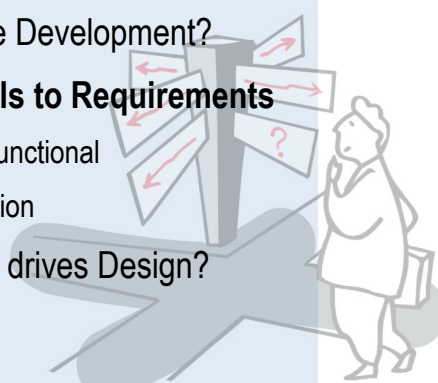 e Development?
ls to Requirements
unctional
?
ion
drives Design?